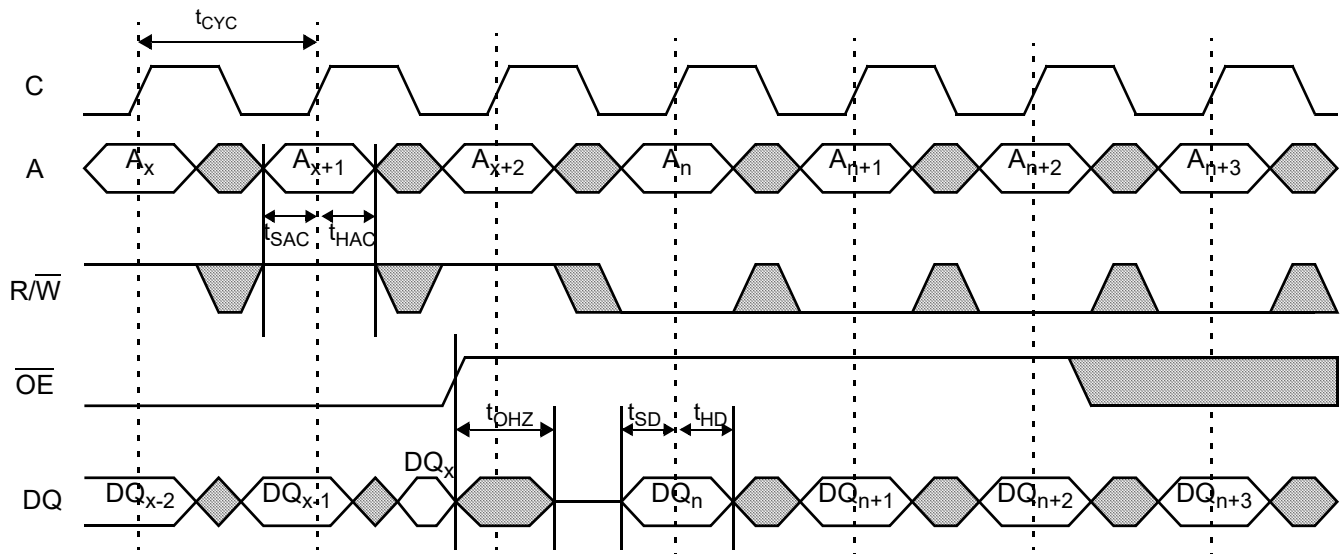 tCYC
C
A
Ax
Ax+1
Ax+2
An
An+1
An+2
An+3
tSAC
tHAC
R/W̅
O̅E̅
tOHZ
tSD
tHD
DQx
DQ
DQx-2
DQx-1
DQn
DQn+1
DQn+2
DQn+3